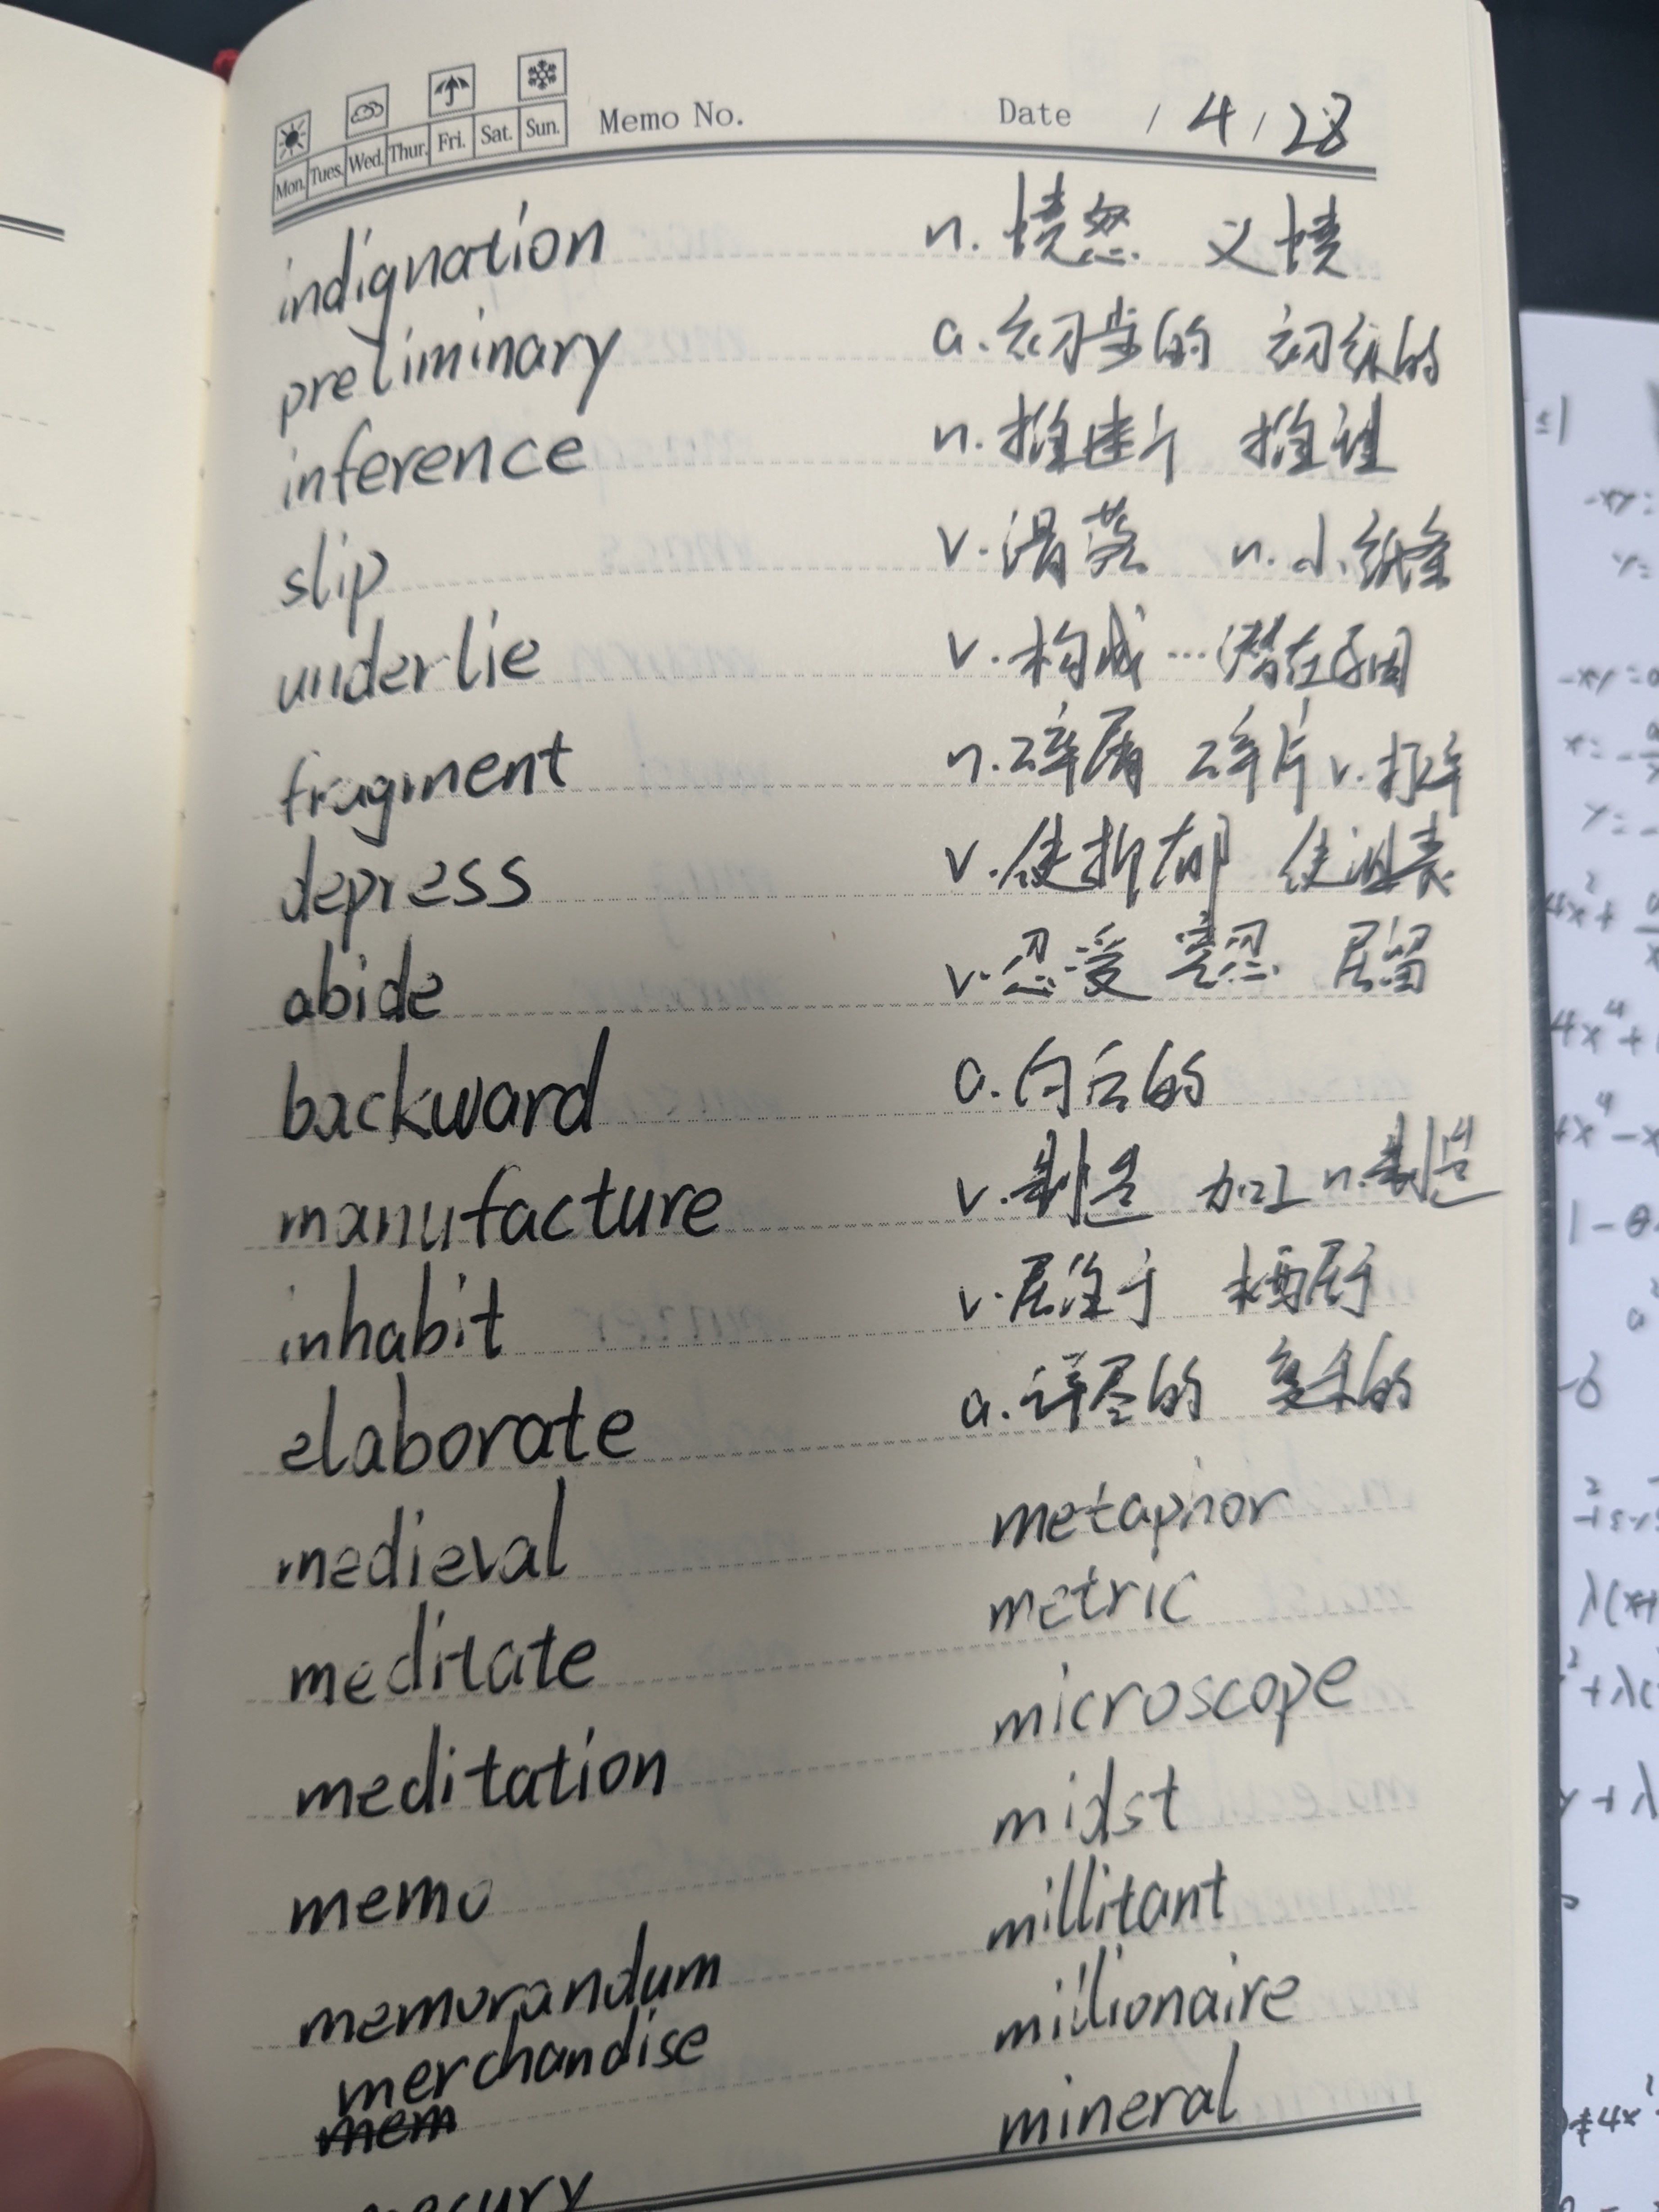 Mon. Tues. Wed. Thur. Fri. Sat. Sun. Memo No. Date / 4 / 28
indignation n. 愤怒 义愤
preliminary a. 初步的 初级的
inference n. 推断 推理
slip v. 滑落 n. 小纸条
underlie v. 构成…潜在原因
fragment n. 碎屑 碎片 v. 打碎
depress v. 使抑郁 使沮丧
abide v. 忍受 容忍 居留
backward a. 向后的
manufacture v. 制造 加工 n. 制造
inhabit v. 居住于 栖居于
elaborate a. 详尽的 复杂的
medieval metaphor
meditate metric
meditation microscope
memo midst
memorandum millitant
merchandise millionaire
mem mineral